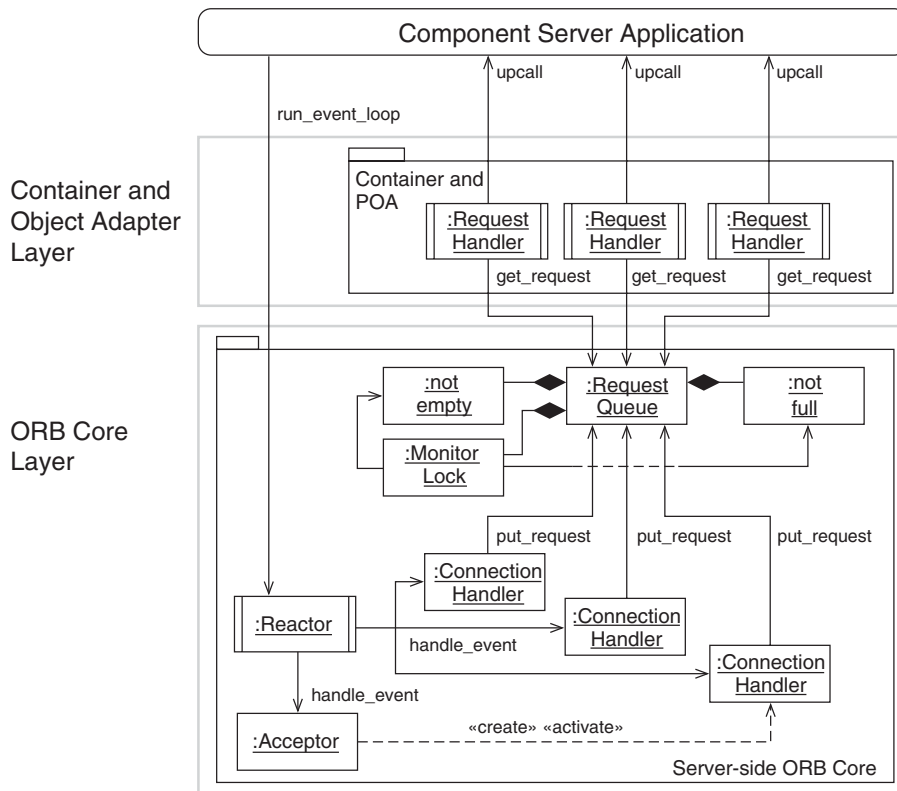 Component Server Application
upcall
upcall
upcall
run_event_loop
Container and
Object Adapter
Layer
Container and
POA
:Request
Handler
:Request
Handler
:Request
Handler
get_request
get_request
get_request
ORB Core
Layer
:not
empty
:Request
Queue
:not
full
:Monitor
Lock
put_request
put_request
put_request
:Connection
Handler
:Reactor
:Connection
Handler
handle_event
:Connection
Handler
handle_event
:Acceptor
«create» «activate»
Server-side ORB Core